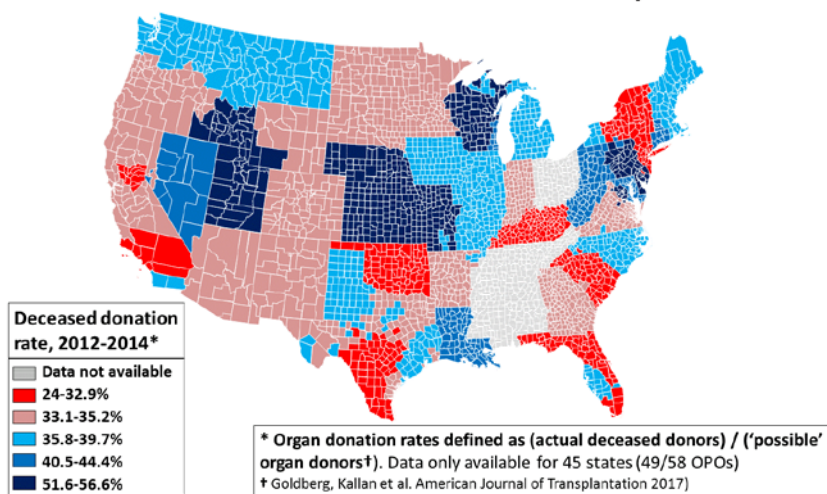 Deceased donation
rate, 2012-2014*
Data not available
24-32.9%
33.1-35.2%
35.8-39.7%
40.5-44.4%
51.6-56.6%
* Organ donation rates defined as (actual deceased donors) / (‘possible’
organ donors†). Data only available for 45 states (49/58 OPOs)
† Goldberg, Kallan et al. American Journal of Transplantation 2017)